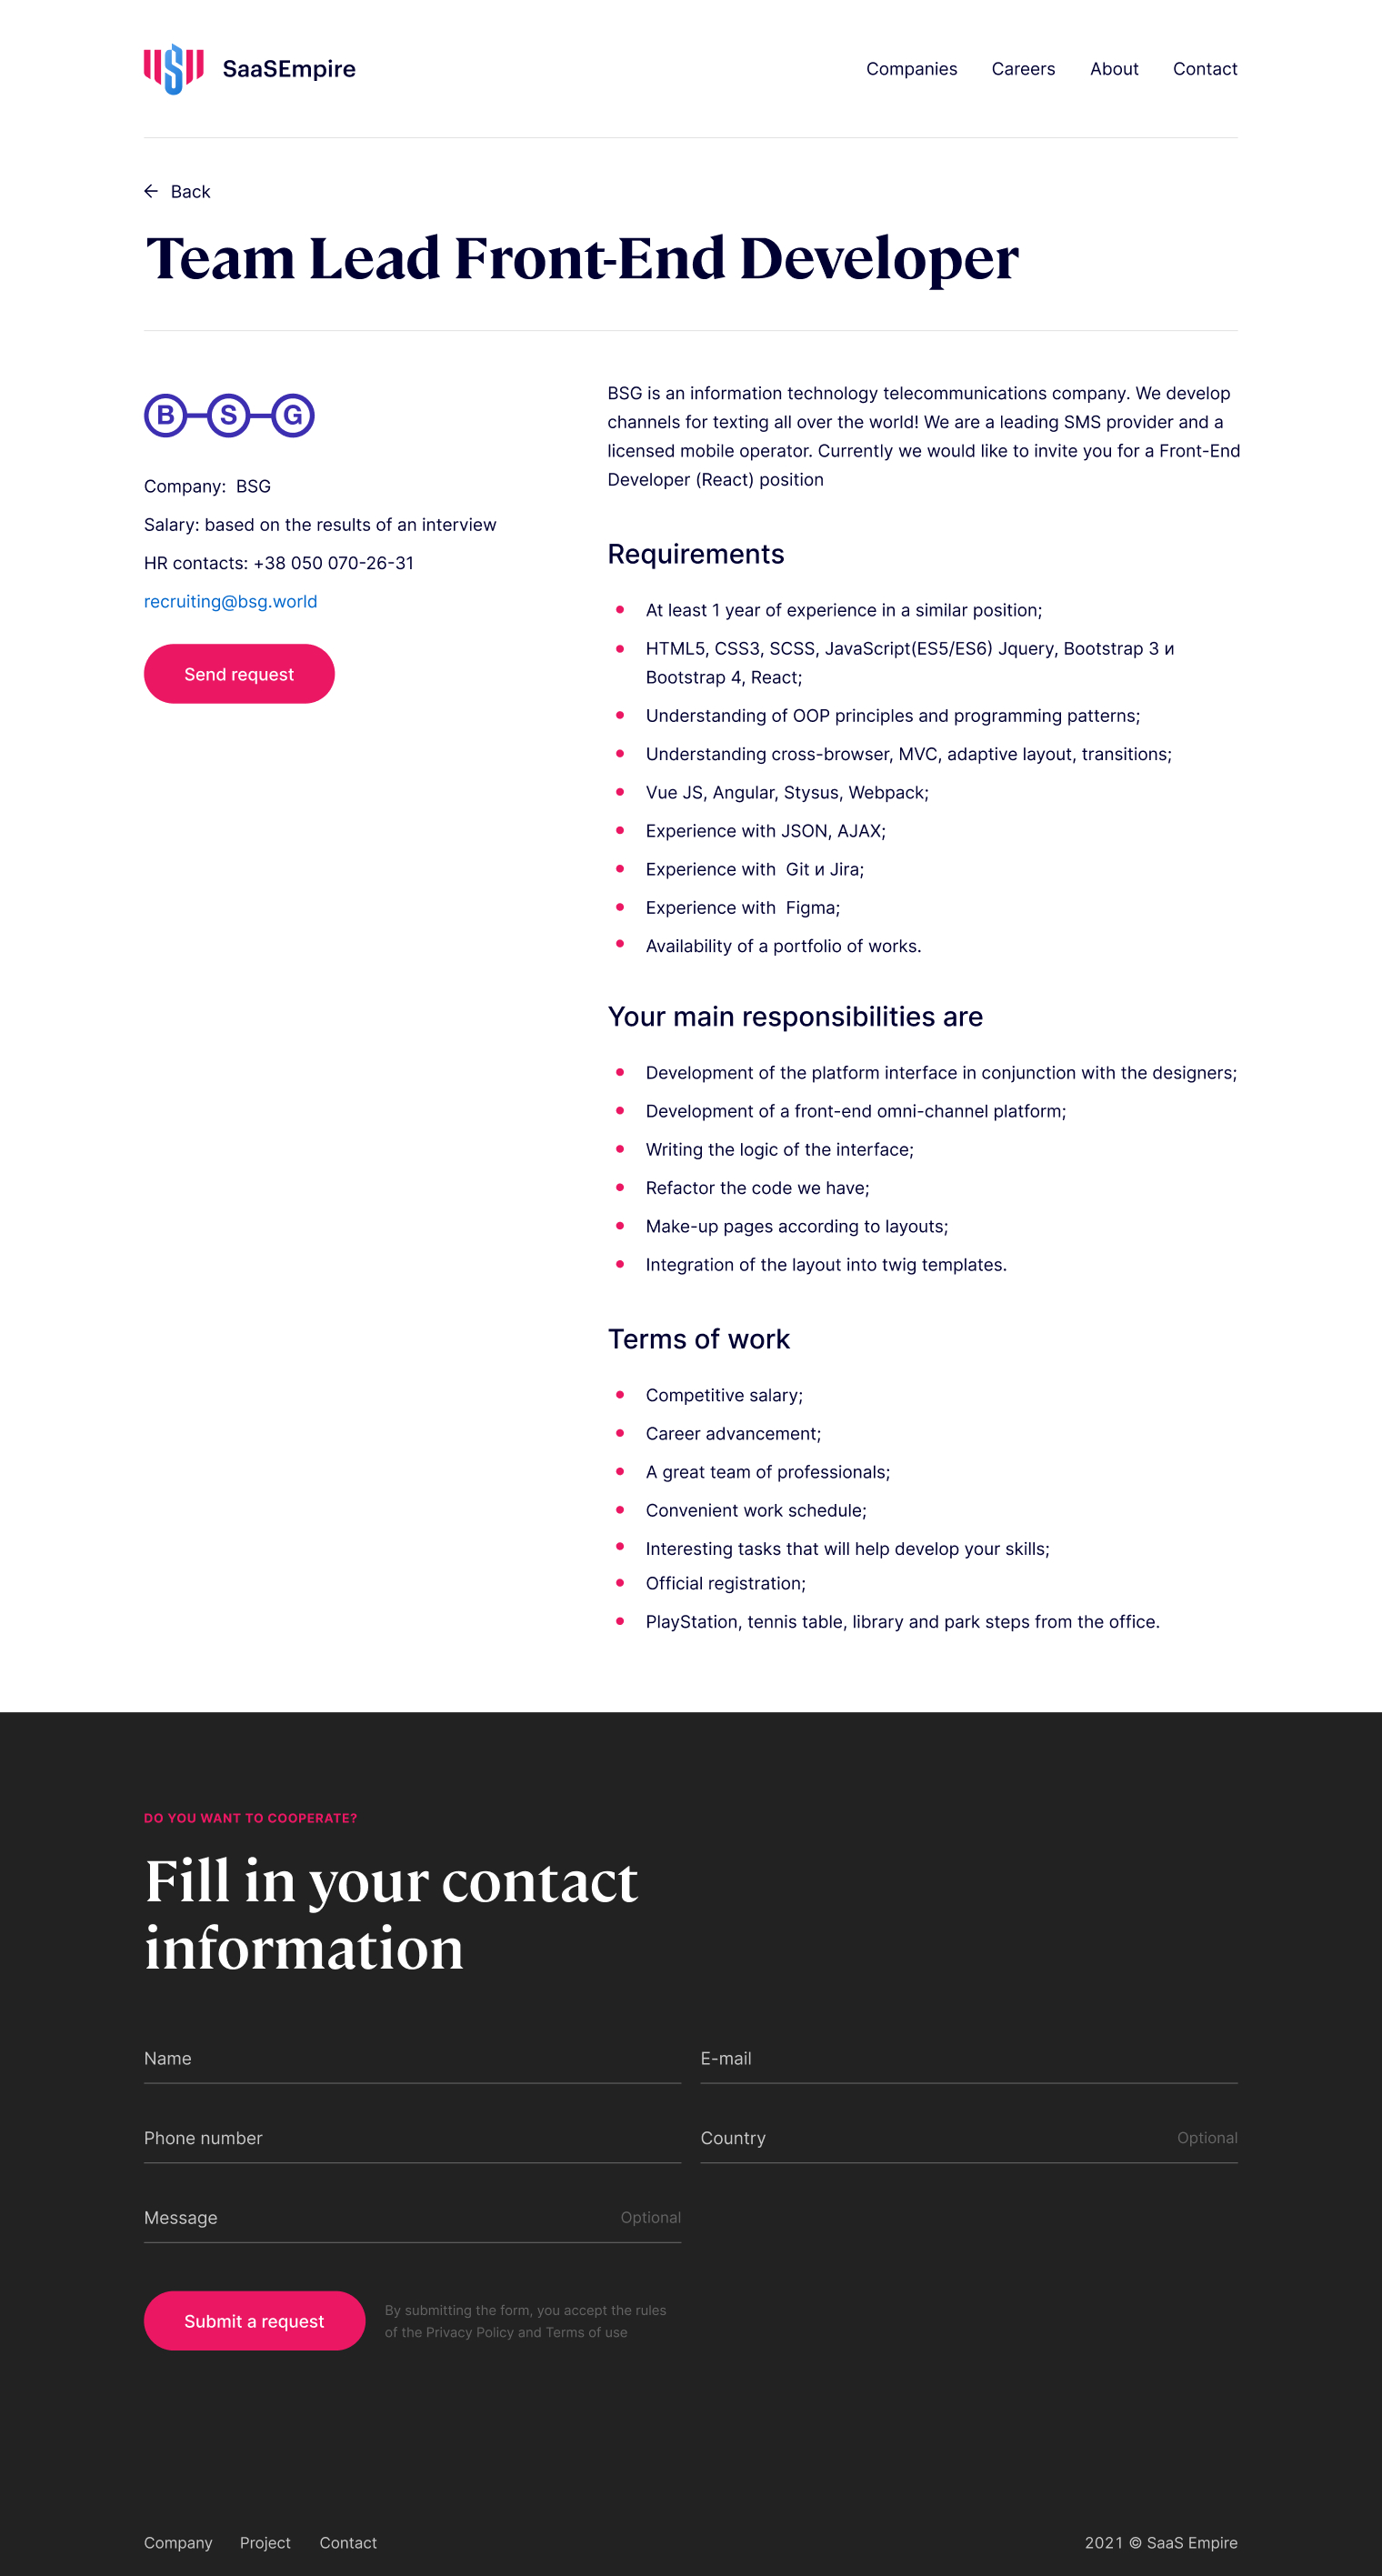 SaaSEmpire
Companies Careers About Contact
← Back
Team Lead Front-End Developer
B S G
Company:  BSG
Salary: based on the results of an interview
HR contacts: +38 050 070-26-31
recruiting@bsg.world
Send request
BSG is an information technology telecommunications company. We develop
channels for texting all over the world! We are a leading SMS provider and a
licensed mobile operator. Currently we would like to invite you for a Front-End
Developer (React) position
Requirements
At least 1 year of experience in a similar position;
HTML5, CSS3, SCSS, JavaScript(ES5/ES6) Jquery, Bootstrap 3 и
Bootstrap 4, React;
Understanding of OOP principles and programming patterns;
Understanding cross-browser, MVC, adaptive layout, transitions;
Vue JS, Angular, Stysus, Webpack;
Experience with JSON, AJAX;
Experience with  Git и Jira;
Experience with  Figma;
Availability of a portfolio of works.
Your main responsibilities are
Development of the platform interface in conjunction with the designers;
Development of a front-end omni-channel platform;
Writing the logic of the interface;
Refactor the code we have;
Make-up pages according to layouts;
Integration of the layout into twig templates.
Terms of work
Competitive salary;
Career advancement;
A great team of professionals;
Convenient work schedule;
Interesting tasks that will help develop your skills;
Official registration;
PlayStation, tennis table, library and park steps from the office.
DO YOU WANT TO COOPERATE?
Fill in your contact
information
Name
E-mail
Phone number
Country Optional
Message Optional
Submit a request
By submitting the form, you accept the rules
of the Privacy Policy and Terms of use
Company Project Contact
2021 © SaaS Empire